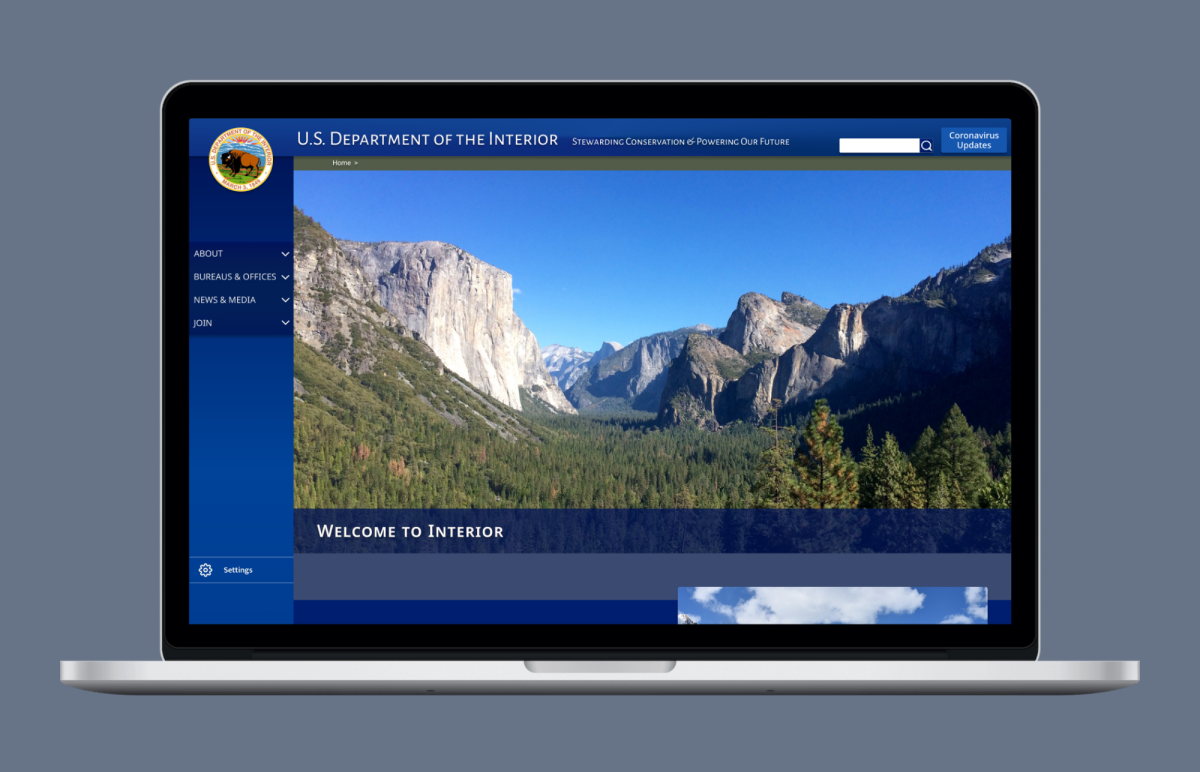 U.S. DEPARTMENT OF THE INTERIOR
MARCH 3, 1849
U.S. DEPARTMENT OF THE INTERIOR
STEWARDING CONSERVATION & POWERING OUR FUTURE
Coronavirus
Updates
Home >
ABOUT
BUREAUS & OFFICES
NEWS & MEDIA
JOIN
WELCOME TO INTERIOR
Settings